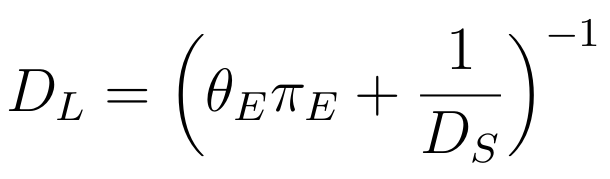 $D_L = \left( \theta_E \pi_E + \frac{1}{D_S} \right)^{-1}$